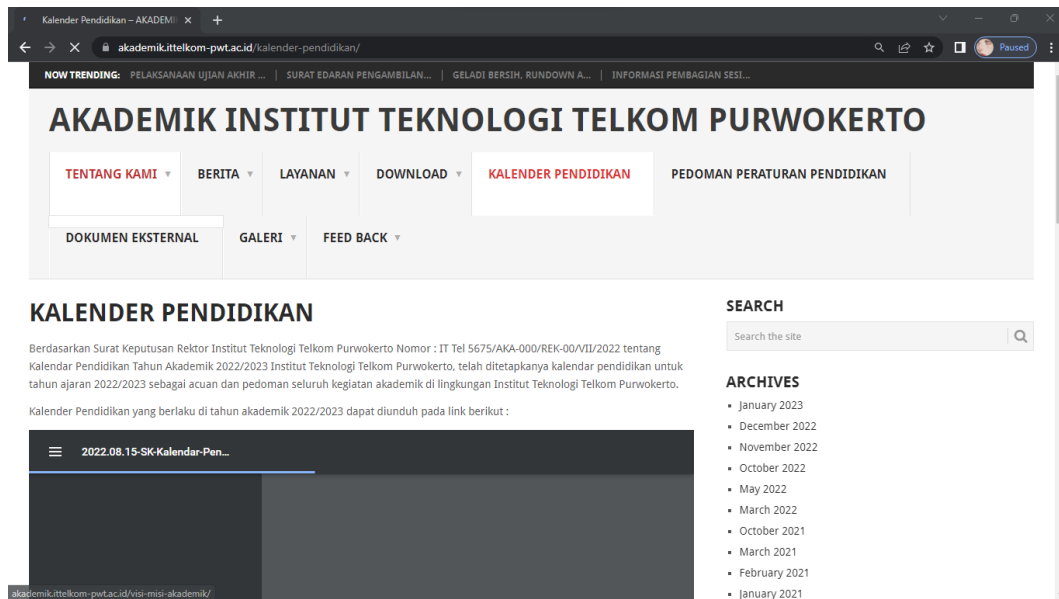 Kalender Pendidikan – AKADEMI
akademik.ittelkom-pwt.ac.id/kalender-pendidikan/
Paused
NOW TRENDING: PELAKSANAAN UJIAN AKHIR ... | SURAT EDARAN PENGAMBILAN... | GELADI BERSIH, RUNDOWN A... | INFORMASI PEMBAGIAN SESI...
AKADEMIK INSTITUT TEKNOLOGI TELKOM PURWOKERTO
TENTANG KAMI BERITA LAYANAN DOWNLOAD KALENDER PENDIDIKAN PEDOMAN PERATURAN PENDIDIKAN
DOKUMEN EKSTERNAL GALERI FEED BACK
KALENDER PENDIDIKAN
Berdasarkan Surat Keputusan Rektor Institut Teknologi Telkom Purwokerto Nomor : IT Tel 5675/AKA-000/REK-00/VII/2022 tentang
Kalendar Pendidikan Tahun Akademik 2022/2023 Institut Teknologi Telkom Purwokerto, telah ditetapkanya kalendar pendidikan untuk
tahun ajaran 2022/2023 sebagai acuan dan pedoman seluruh kegiatan akademik di lingkungan Institut Teknologi Telkom Purwokerto.
Kalender Pendidikan yang berlaku di tahun akademik 2022/2023 dapat diunduh pada link berikut :
2022.08.15-SK-Kalendar-Pen...
SEARCH
Search the site
ARCHIVES
January 2023
December 2022
November 2022
October 2022
May 2022
March 2022
October 2021
March 2021
February 2021
January 2021
akademik.ittelkom-pwt.ac.id/visi-misi-akademik/